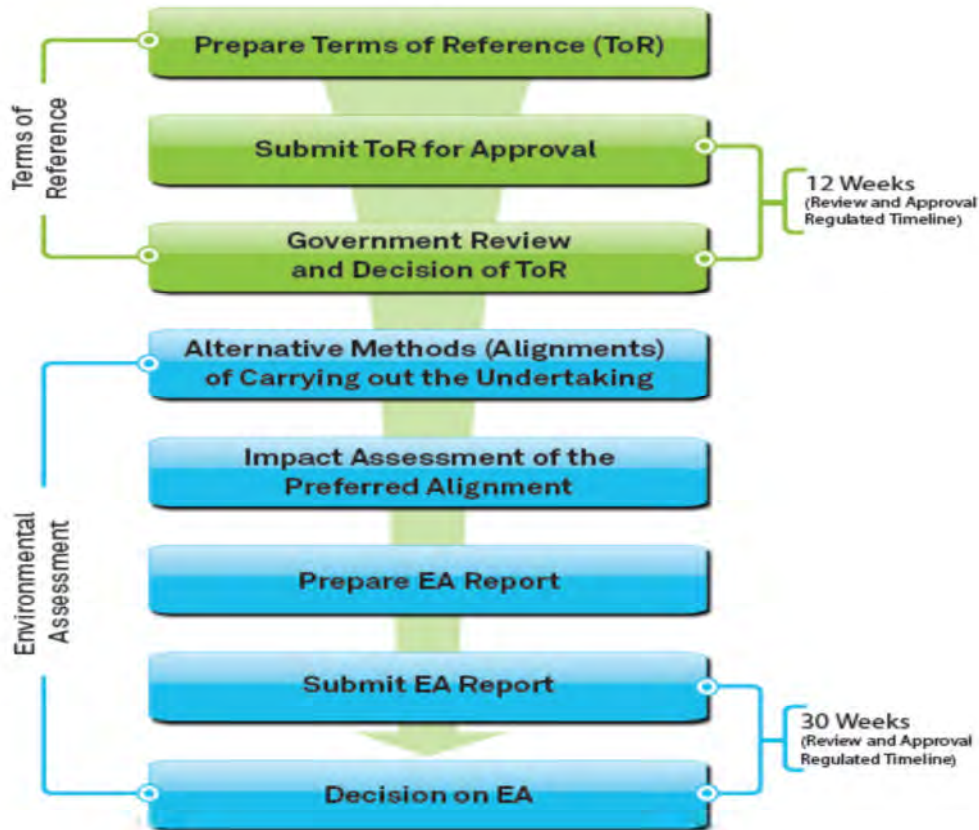 Terms of
Reference
Prepare Terms of Reference (ToR)
Submit ToR for Approval
12 Weeks
(Review and Approval
Regulated Timeline)
Government Review
and Decision of ToR
Environmental
Assessment
Alternative Methods (Alignments)
of Carrying out the Undertaking
Impact Assessment of the
Preferred Alignment
Prepare EA Report
Submit EA Report
30 Weeks
(Review and Approval
Regulated Timeline)
Decision on EA